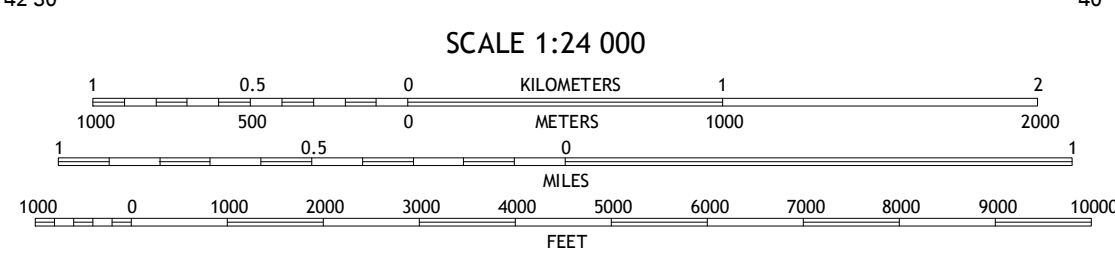 42'30"
40'
SCALE 1:24 000
1 0.5 0 KILOMETERS 1 2
1000 500 0 METERS 1000 2000
1 0.5 0 1
MILES
1000 0 1000 2000 3000 4000 5000 6000 7000 8000 9000 10000
FEET